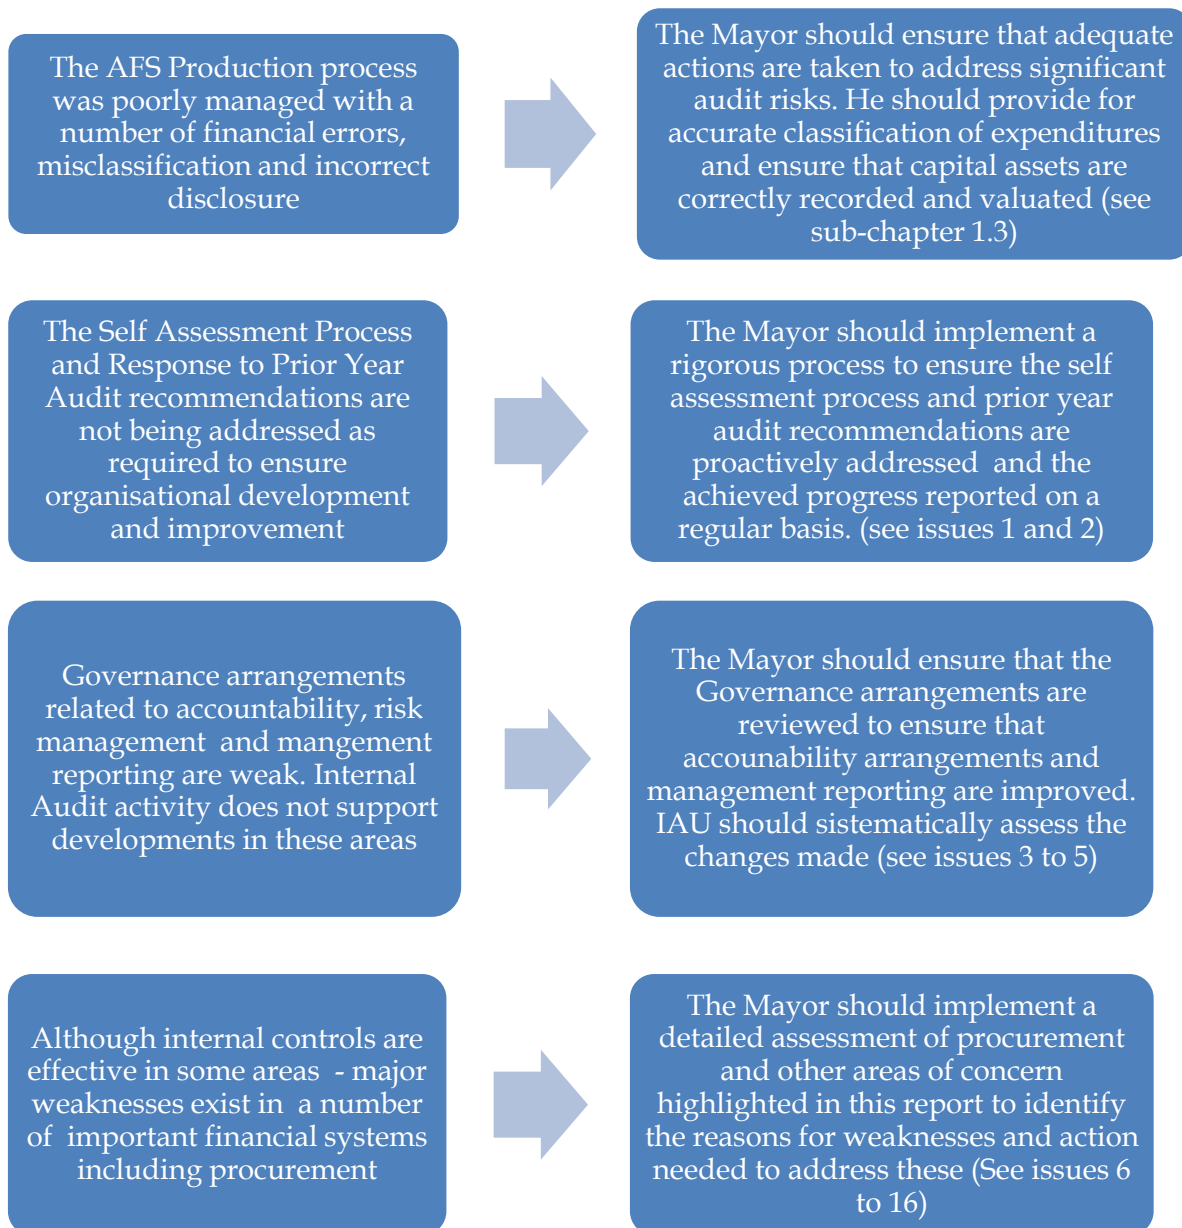 The AFS Production process
was poorly managed with a
number of financial errors,
misclassification and incorrect
disclosure
The Mayor should ensure that adequate
actions are taken to address significant
audit risks. He should provide for
accurate classification of expenditures
and ensure that capital assets are
correctly recorded and valuated (see
sub-chapter 1.3)
The Self Assessment Process
and Response to Prior Year
Audit recommendations are
not being addressed as
required to ensure
organisational development
and improvement
The Mayor should implement a
rigorous process to ensure the self
assessment process and prior year
audit recommendations are
proactively addressed  and the
achieved progress reported on a
regular basis. (see issues 1 and 2)
Governance arrangements
related to accountability, risk
management  and mangement
reporting are weak. Internal
Audit activity does not support
developments in these areas
The Mayor should ensure that the
Governance arrangements are
reviewed to ensure that
accounability arrangements and
management reporting are improved.
IAU should sistematically assess the
changes made (see issues 3 to 5)
Although internal controls are
effective in some areas  - major
weaknesses exist in  a number
of  important financial systems
including procurement
The Mayor should implement a
detailed assessment of procurement
and other areas of concern
highlighted in this report to identify
the reasons for weaknesses and action
needed to address these (See issues 6
to 16)